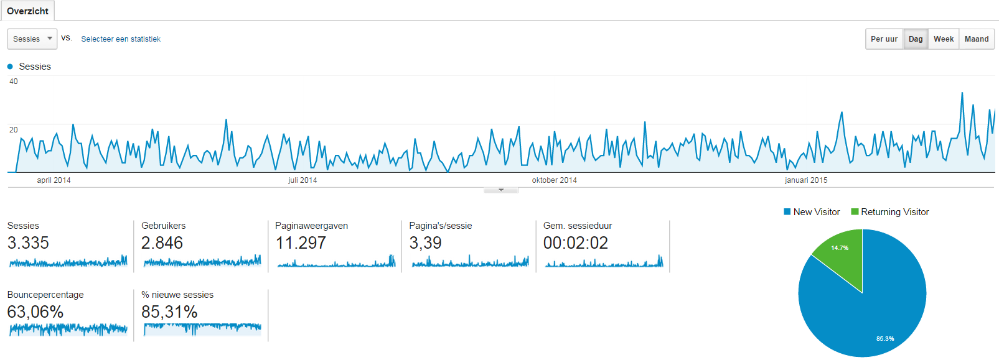 Overzicht
Sessies vs. Selecteer een statistiek
Per uur Dag Week Maand
Sessies
40
20
april 2014 juli 2014 oktober 2014 januari 2015
New Visitor Returning Visitor
Sessies Gebruikers Paginaweergaven Pagina's/sessie Gem. sessieduur
3.335 2.846 11.297 3,39 00:02:02
14.7%
Bouncepercentage % nieuwe sessies
63,06% 85,31%
85.3%